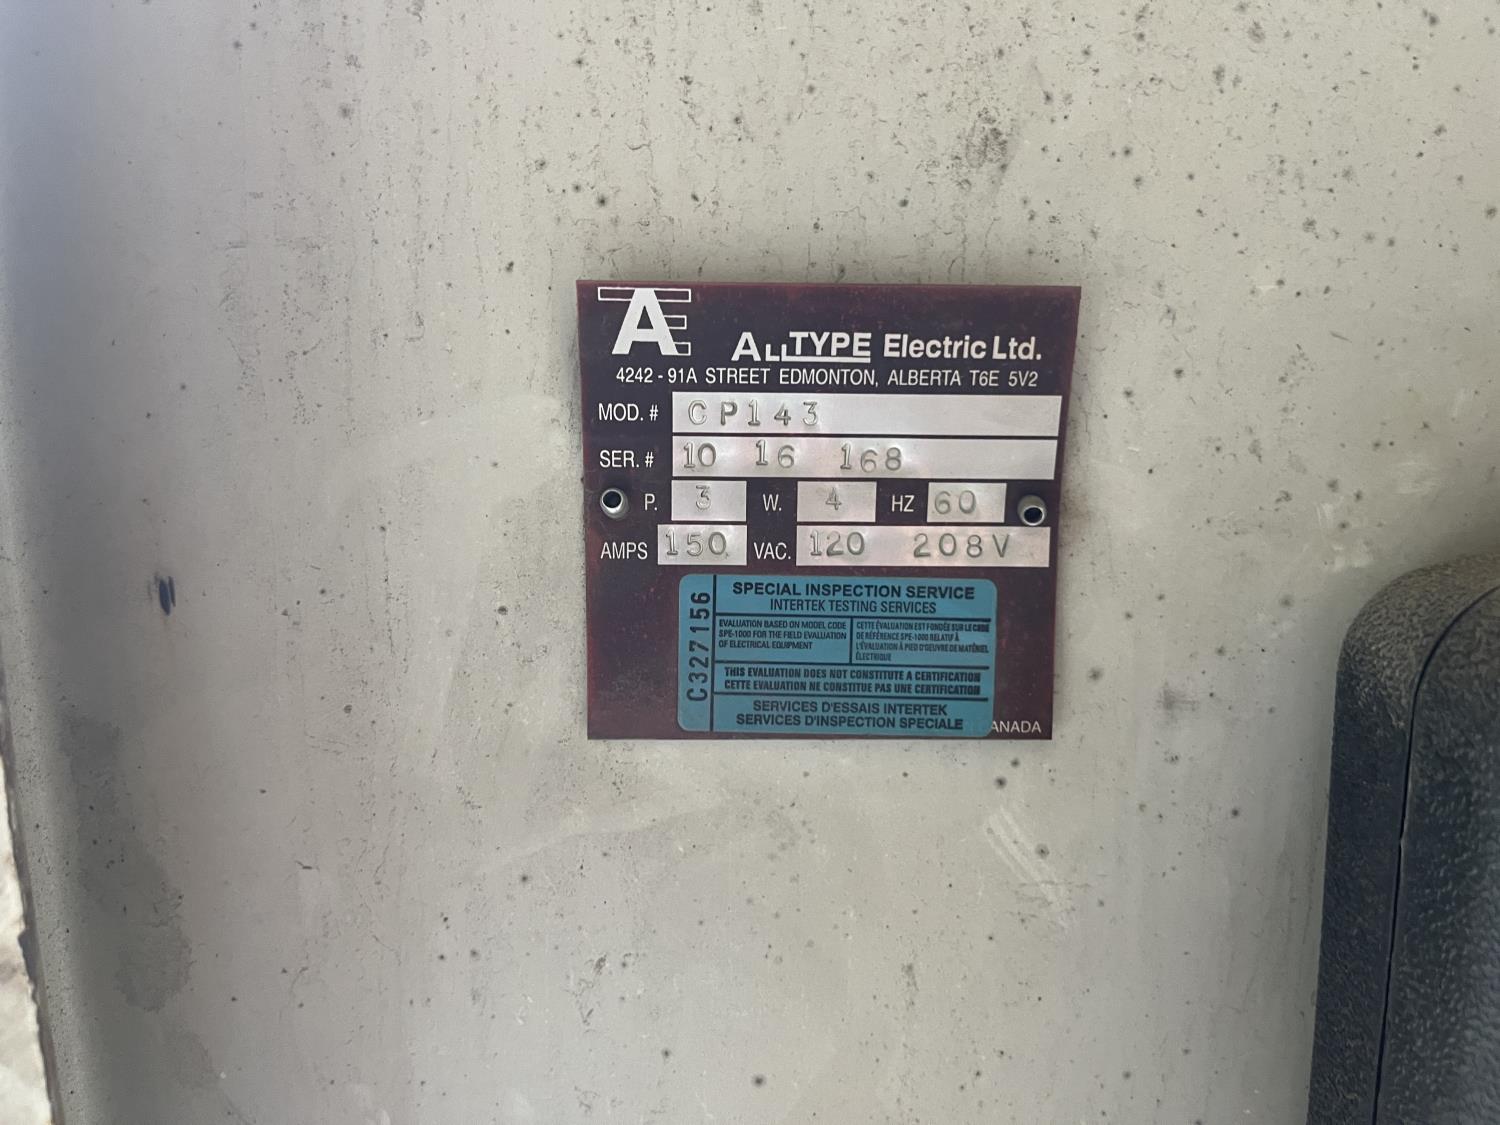 AE
ALLTYPE Electric Ltd.
4242 - 91A STREET EDMONTON, ALBERTA T6E 5V2
MOD. # CP143
SER. # 10 16 168
P. 3 W. 4 HZ 60
AMPS 150 VAC. 120 208V
C327156
SPECIAL INSPECTION SERVICE
INTERTEK TESTING SERVICES
EVALUATION BASED ON MODEL CODE
SPE-1000 FOR THE FIELD EVALUATION
OF ELECTRICAL EQUIPMENT
CETTE ÉVALUATION EST FONDÉE SUR LE CODE
DE RÉFÉRENCE SPE-1000 RELATIF À
L'ÉVALUATION À PIED D'OEUVRE DE MATÉRIEL
ÉLECTRIQUE
THIS EVALUATION DOES NOT CONSTITUTE A CERTIFICATION
CETTE EVALUATION NE CONSTITUE PAS UNE CERTIFICATION
SERVICES D'ESSAIS INTERTEK
SERVICES D'INSPECTION SPECIALE
ANADA